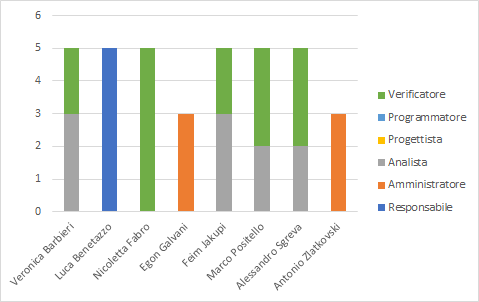 6
5
4
3
2
1
0
Veronica Barbieri
Luca Benetazzo
Nicoletta Fabro
Egon Galvani
Feim Jakupi
Marco Positello
Alessandro Sgreva
Antonio Zlatkovski
Verificatore
Programmatore
Progettista
Analista
Amministratore
Responsabile